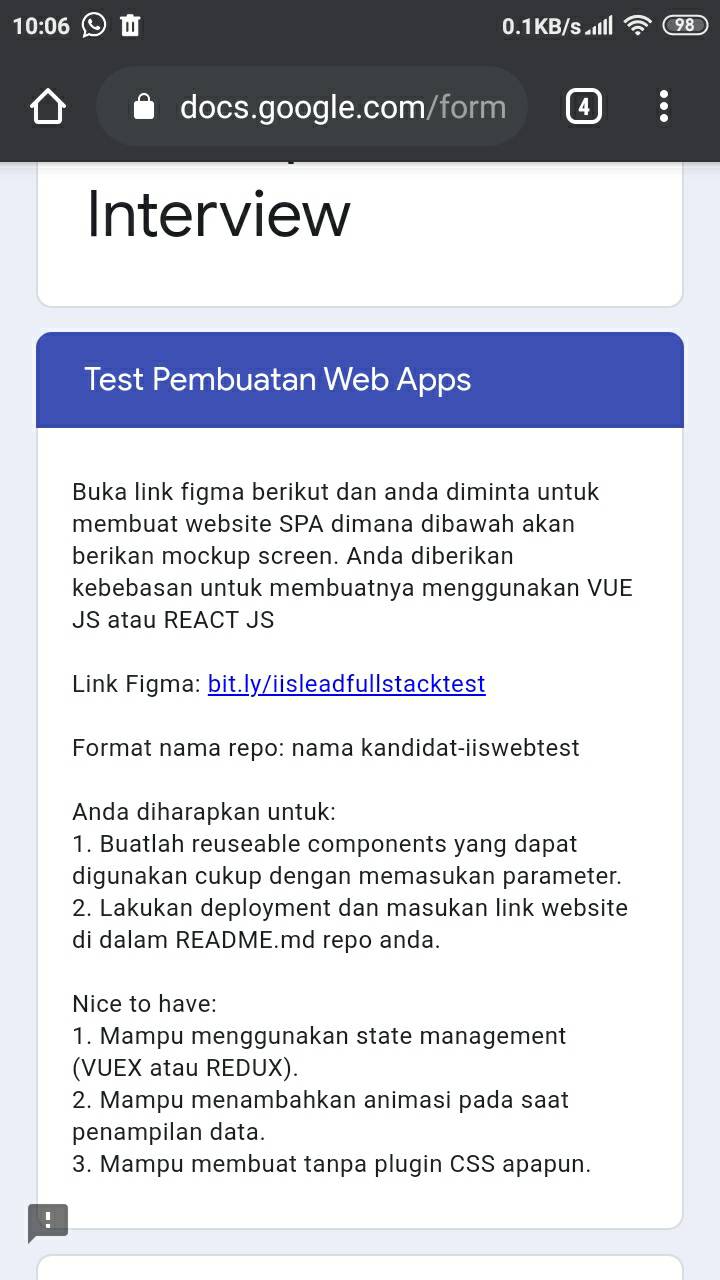 10:06
0.1KB/s
98
docs.google.com/form
4
Interview
Test Pembuatan Web Apps
Buka link figma berikut dan anda diminta untuk
membuat website SPA dimana dibawah akan
berikan mockup screen. Anda diberikan
kebebasan untuk membuatnya menggunakan VUE
JS atau REACT JS
Link Figma: bit.ly/iisleadfullstacktest
Format nama repo: nama kandidat-iiswebtest
Anda diharapkan untuk:
1. Buatlah reuseable components yang dapat
digunakan cukup dengan memasukan parameter.
2. Lakukan deployment dan masukan link website
di dalam README.md repo anda.
Nice to have:
1. Mampu menggunakan state management
(VUEX atau REDUX).
2. Mampu menambahkan animasi pada saat
penampilan data.
3. Mampu membuat tanpa plugin CSS apapun.